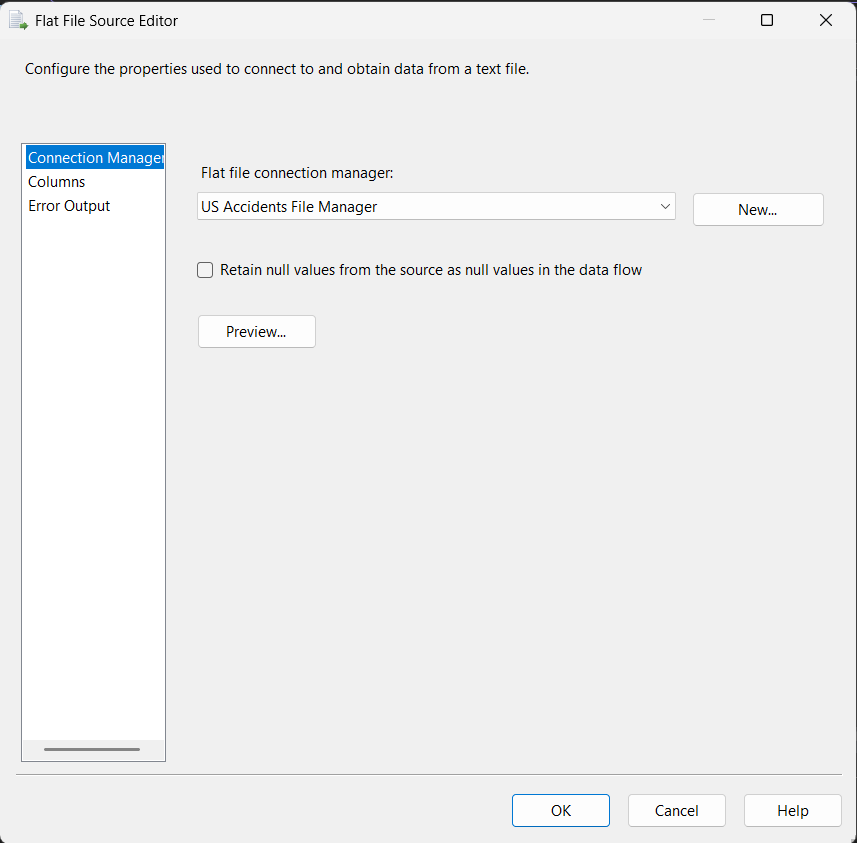 Flat File Source Editor
Configure the properties used to connect to and obtain data from a text file.
Connection Manager
Columns
Error Output
Flat file connection manager:
US Accidents File Manager
New...
Retain null values from the source as null values in the data flow
Preview...
OK
Cancel
Help